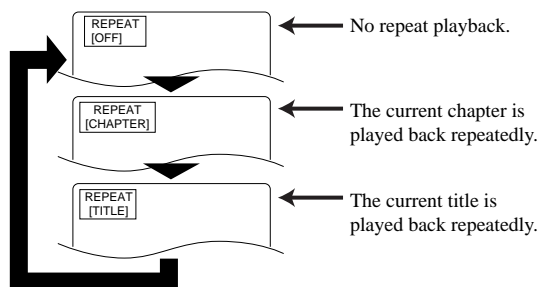 REPEAT
[OFF]
No repeat playback.
REPEAT
[CHAPTER]
The current chapter is
played back repeatedly.
REPEAT
[TITLE]
The current title is
played back repeatedly.